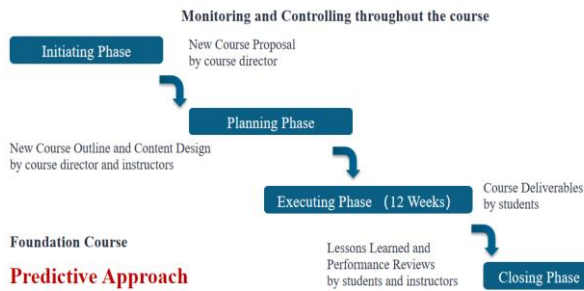 Monitoring and Controlling throughout the course
Initiating Phase
New Course Proposal
by course director
Planning Phase
New Course Outline and Content Design
by course director and instructors
Executing Phase (12 Weeks)
Course Deliverables
by students
Foundation Course
Predictive Approach
Lessons Learned and
Performance Reviews
by students and instructors
Closing Phase